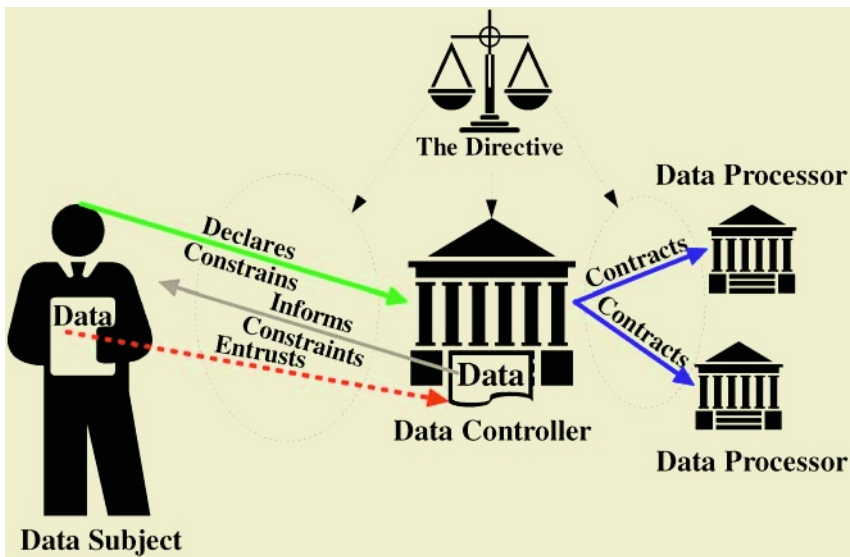 The Directive
Data Processor
Declares
Constrains
Informs
Constraints
Entrusts
Data
Contracts
Contracts
Data
Data Controller
Data Processor
Data Subject